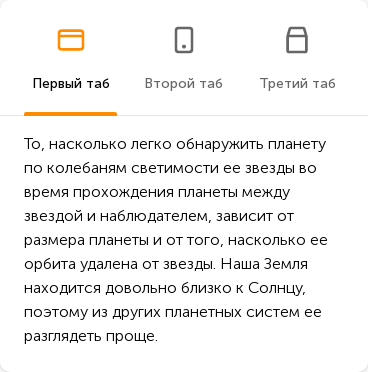 Первый таб Второй таб Третий таб
То, насколько легко обнаружить планету
по колебаням светимости ее звезды во
время прохождения планеты между
звездой и наблюдателем, зависит от
размера планеты и от того, насколько ее
орбита удалена от звезды. Наша Земля
находится довольно близко к Солнцу,
поэтому из других планетных систем ее
разглядеть проще.